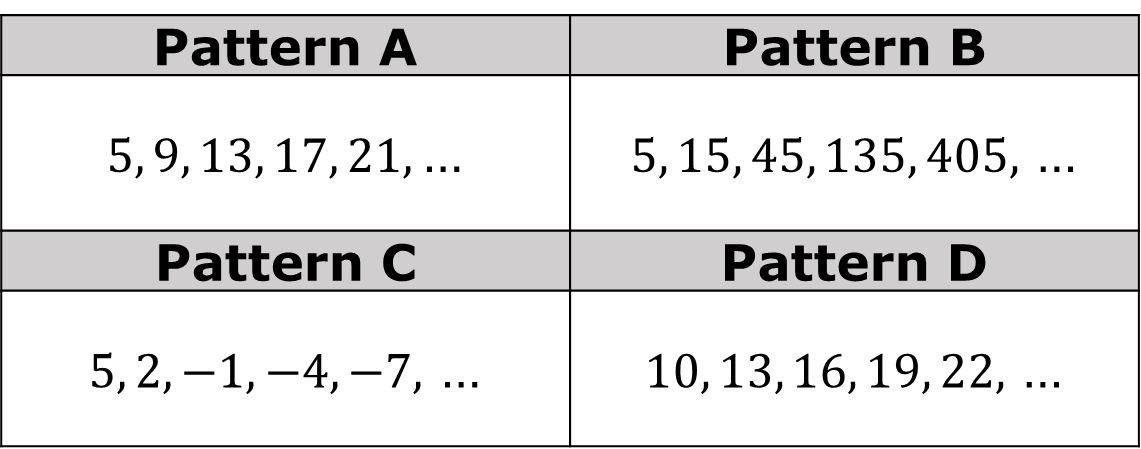 Pattern A
Pattern B
5, 9, 13, 17, 21, …
5, 15, 45, 135, 405, …
Pattern C
Pattern D
5, 2, −1, −4, −7, …
10, 13, 16, 19, 22, …